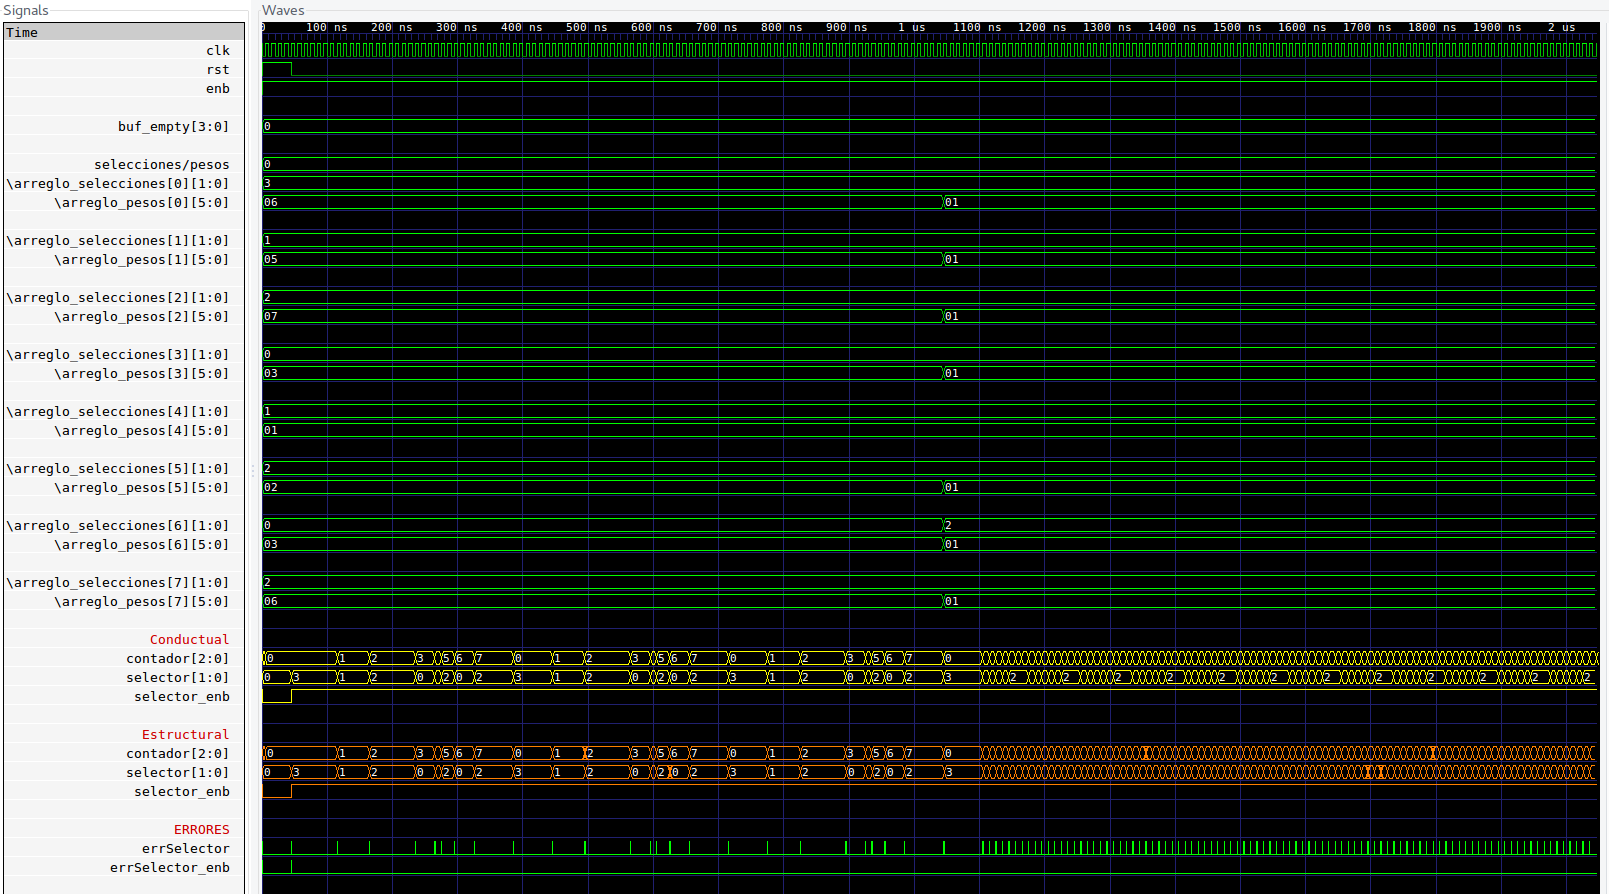 Signals
Waves
Time
0 100 ns 200 ns 300 ns 400 ns 500 ns 600 ns 700 ns 800 ns 900 ns 1 us 1100 ns 1200 ns 1300 ns 1400 ns 1500 ns 1600 ns 1700 ns 1800 ns 1900 ns 2 us
clk
rst
enb
buf_empty[3:0] 0
selecciones/pesos 0
\arreglo_selecciones[0][1:0] 3
\arreglo_pesos[0][5:0] 06 01
\arreglo_selecciones[1][1:0] 1
\arreglo_pesos[1][5:0] 05 01
\arreglo_selecciones[2][1:0] 2
\arreglo_pesos[2][5:0] 07 01
\arreglo_selecciones[3][1:0] 0
\arreglo_pesos[3][5:0] 03 01
\arreglo_selecciones[4][1:0] 1
\arreglo_pesos[4][5:0] 01
\arreglo_selecciones[5][1:0] 2
\arreglo_pesos[5][5:0] 02 01
\arreglo_selecciones[6][1:0] 0 2
\arreglo_pesos[6][5:0] 03 01
\arreglo_selecciones[7][1:0] 2
\arreglo_pesos[7][5:0] 06 01
Conductual
contador[2:0] 0 1 2 3 5 6 7 0 1 2 3 5 6 7 0 1 2 3 5 6 7 0
selector[1:0] 0 3 1 2 0 2 0 2 3 1 2 0 2 0 2 3 1 2 0 2 0 2 3 2 2 2 2 2 2 2 2 2 2 2 2
selector_enb
Estructural
contador[2:0] 0 1 2 3 5 6 7 0 1 2 3 5 6 7 0 1 2 3 5 6 7 0
selector[1:0] 0 3 1 2 0 2 0 2 3 1 2 0 2 0 2 3 1 2 0 2 0 2 3
selector_enb
ERRORES
errSelector
errSelector_enb